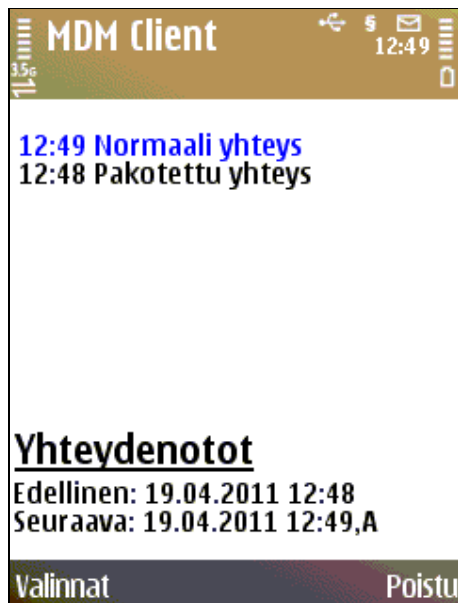 MDM Client
§
12:49
3.5G
12:49 Normaali yhteys
12:48 Pakotettu yhteys
Yhteydenotot
Edellinen: 19.04.2011 12:48
Seuraava: 19.04.2011 12:49,A
Valinnat
Poistu